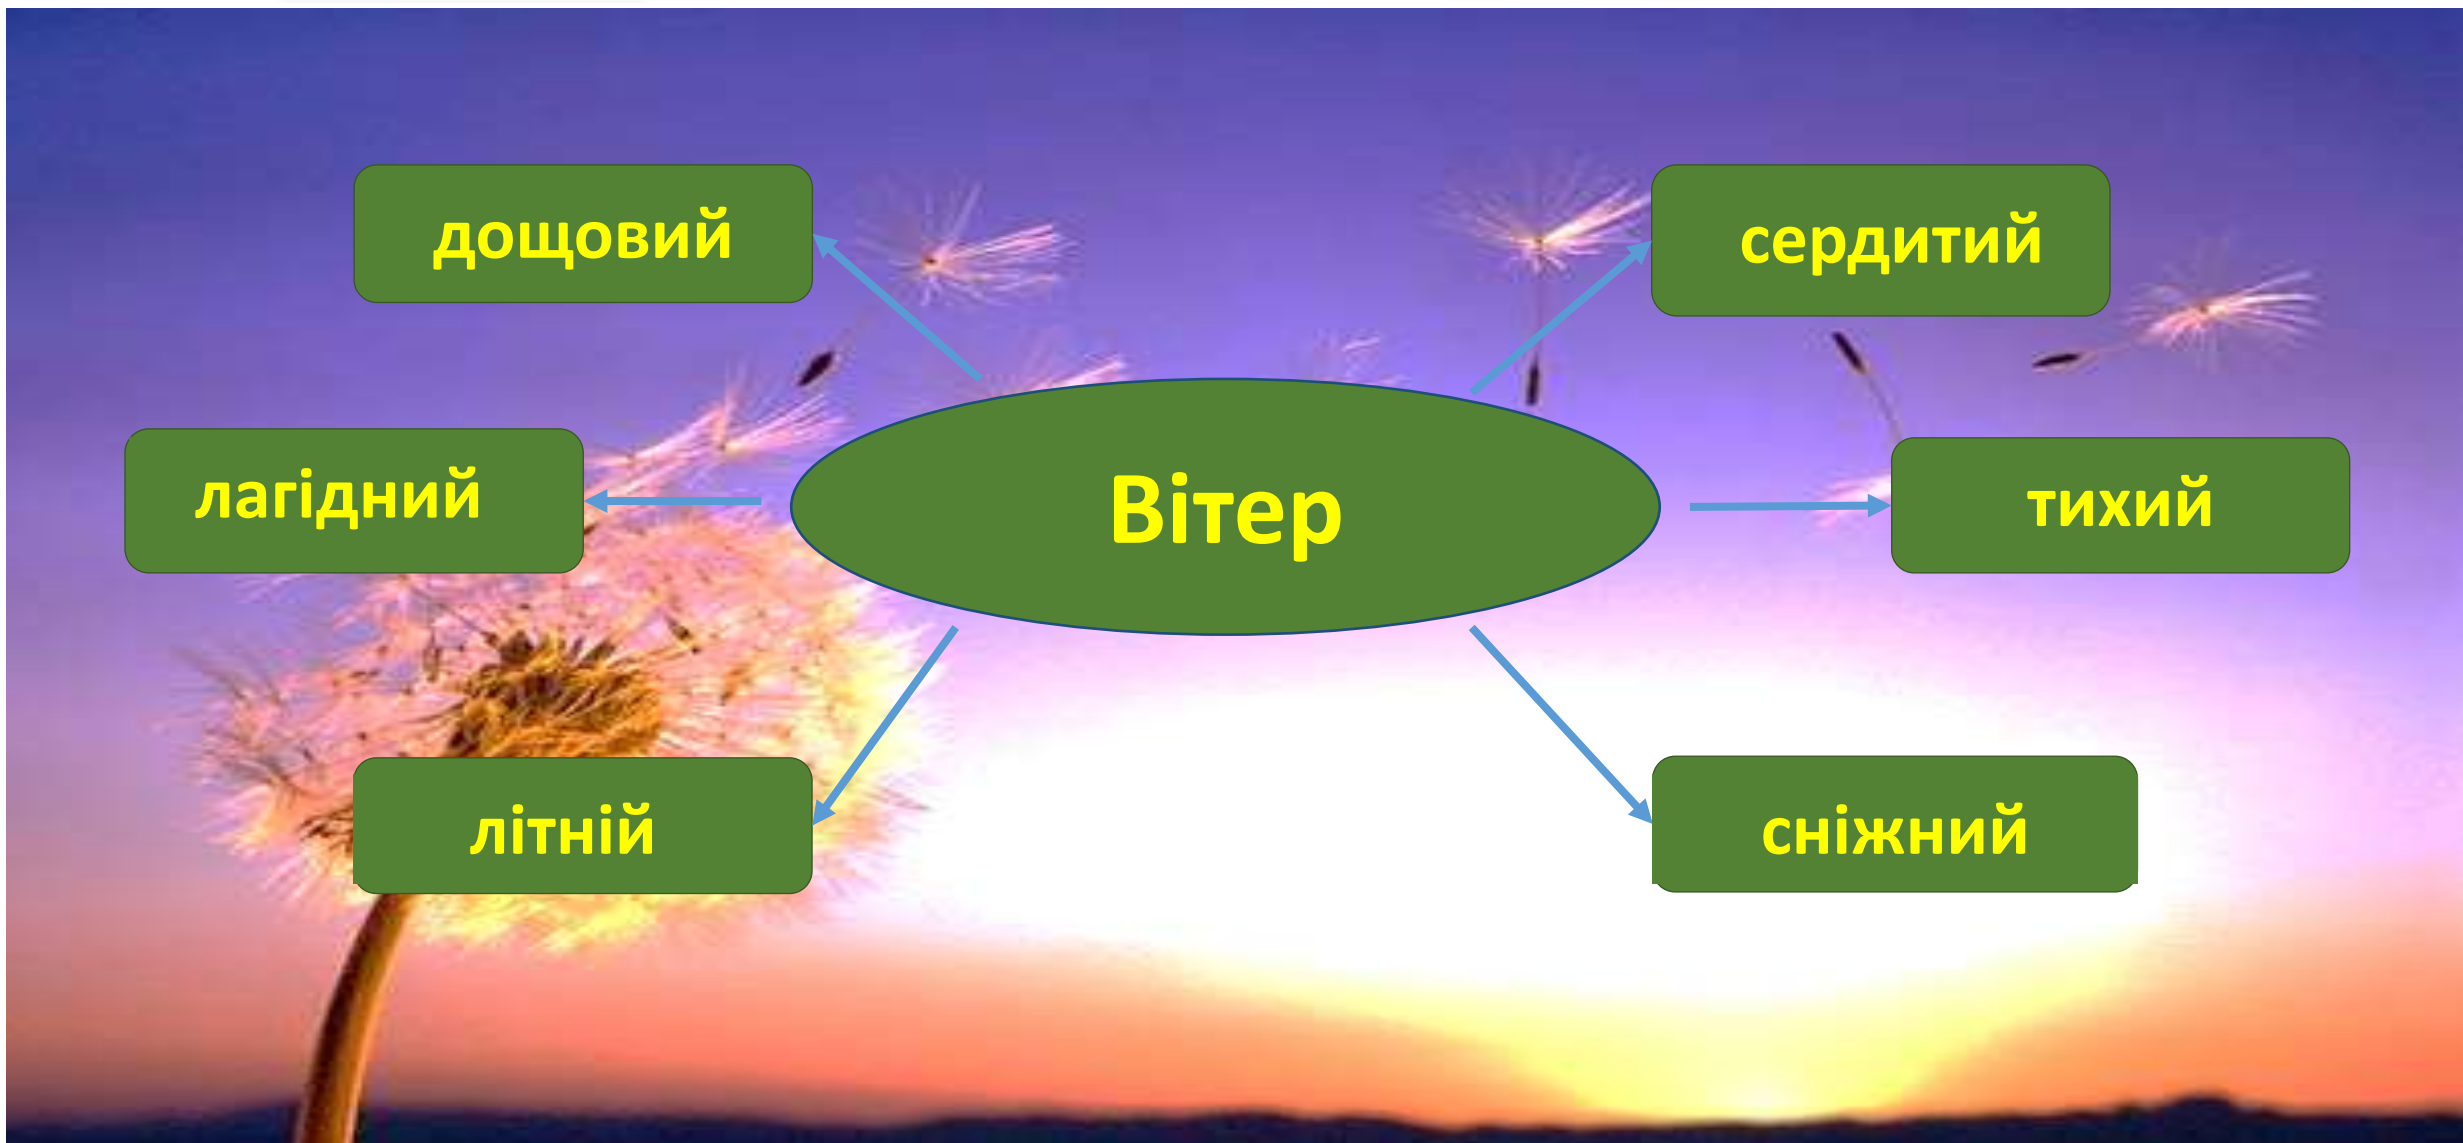 дощовий
сердитий
лагідний
Вітер
тихий
літній
сніжний